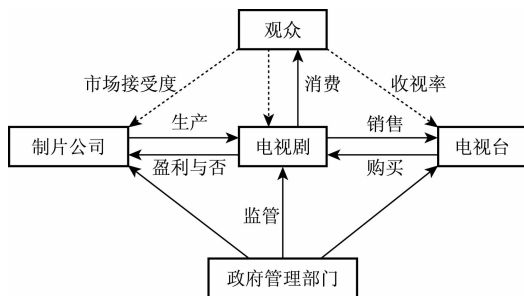 观众
市场接受度
消费
收视率
生产
销售
制片公司
电视剧
电视台
盈利与否
购买
监管
政府管理部门